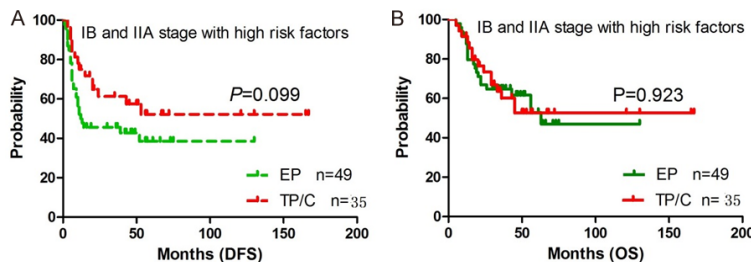 A
IB and IIA stage with high risk factors
Probability
100
80
60
40
20
0
P=0.099
EP n=49
TP/C n=35
0 50 100 150 200
Months (DFS)
B
IB and IIA stage with high risk factors
Probability
100
80
60
40
20
0
P=0.923
EP n=49
TP/C n=35
0 50 100 150 200
Months (OS)